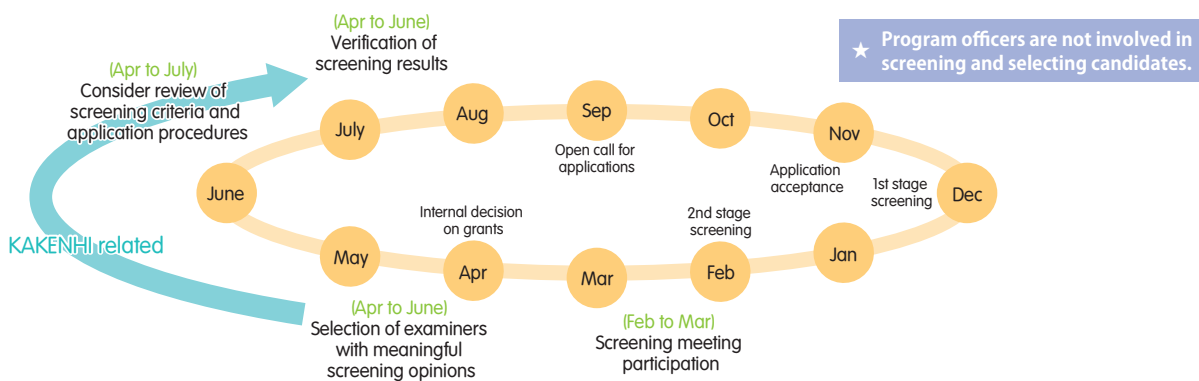 (Apr to June)
Verification of
screening results
★ Program officers are not involved in
screening and selecting candidates.
(Apr to July)
Consider review of
screening criteria and
application procedures
July
Aug
Sep
Oct
Nov
Open call for
applications
Application
acceptance
1st stage
screening
Dec
June
KAKENHI related
Internal decision
on grants
2nd stage
screening
May
Apr
Mar
Feb
Jan
(Apr to June)
Selection of examiners
with meaningful
screening opinions
(Feb to Mar)
Screening meeting
participation